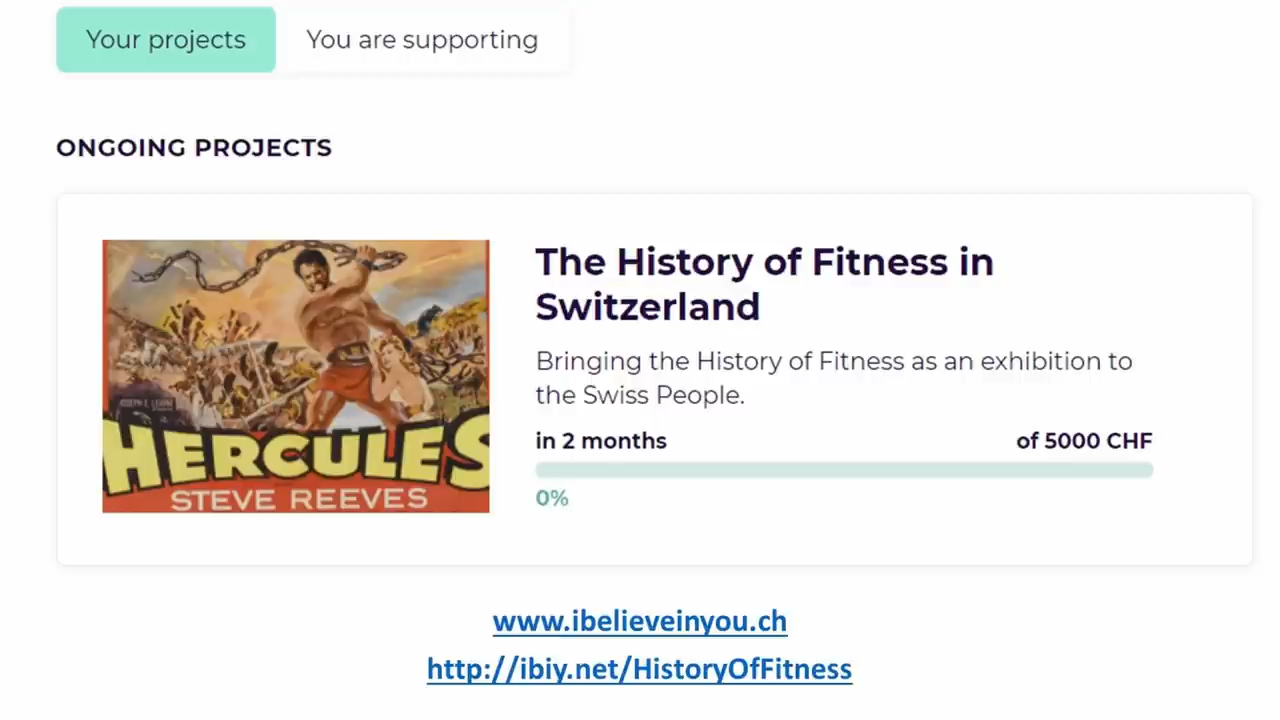 Your projects
You are supporting
ONGOING PROJECTS
The History of Fitness in
Switzerland
Bringing the History of Fitness as an exhibition to
the Swiss People.
in 2 months
of 5000 CHF
0%
JOSEPH E. LEVINE
HERCULES
STEVE REEVES
www.ibelieveinyou.ch
http://ibiy.net/HistoryOfFitness